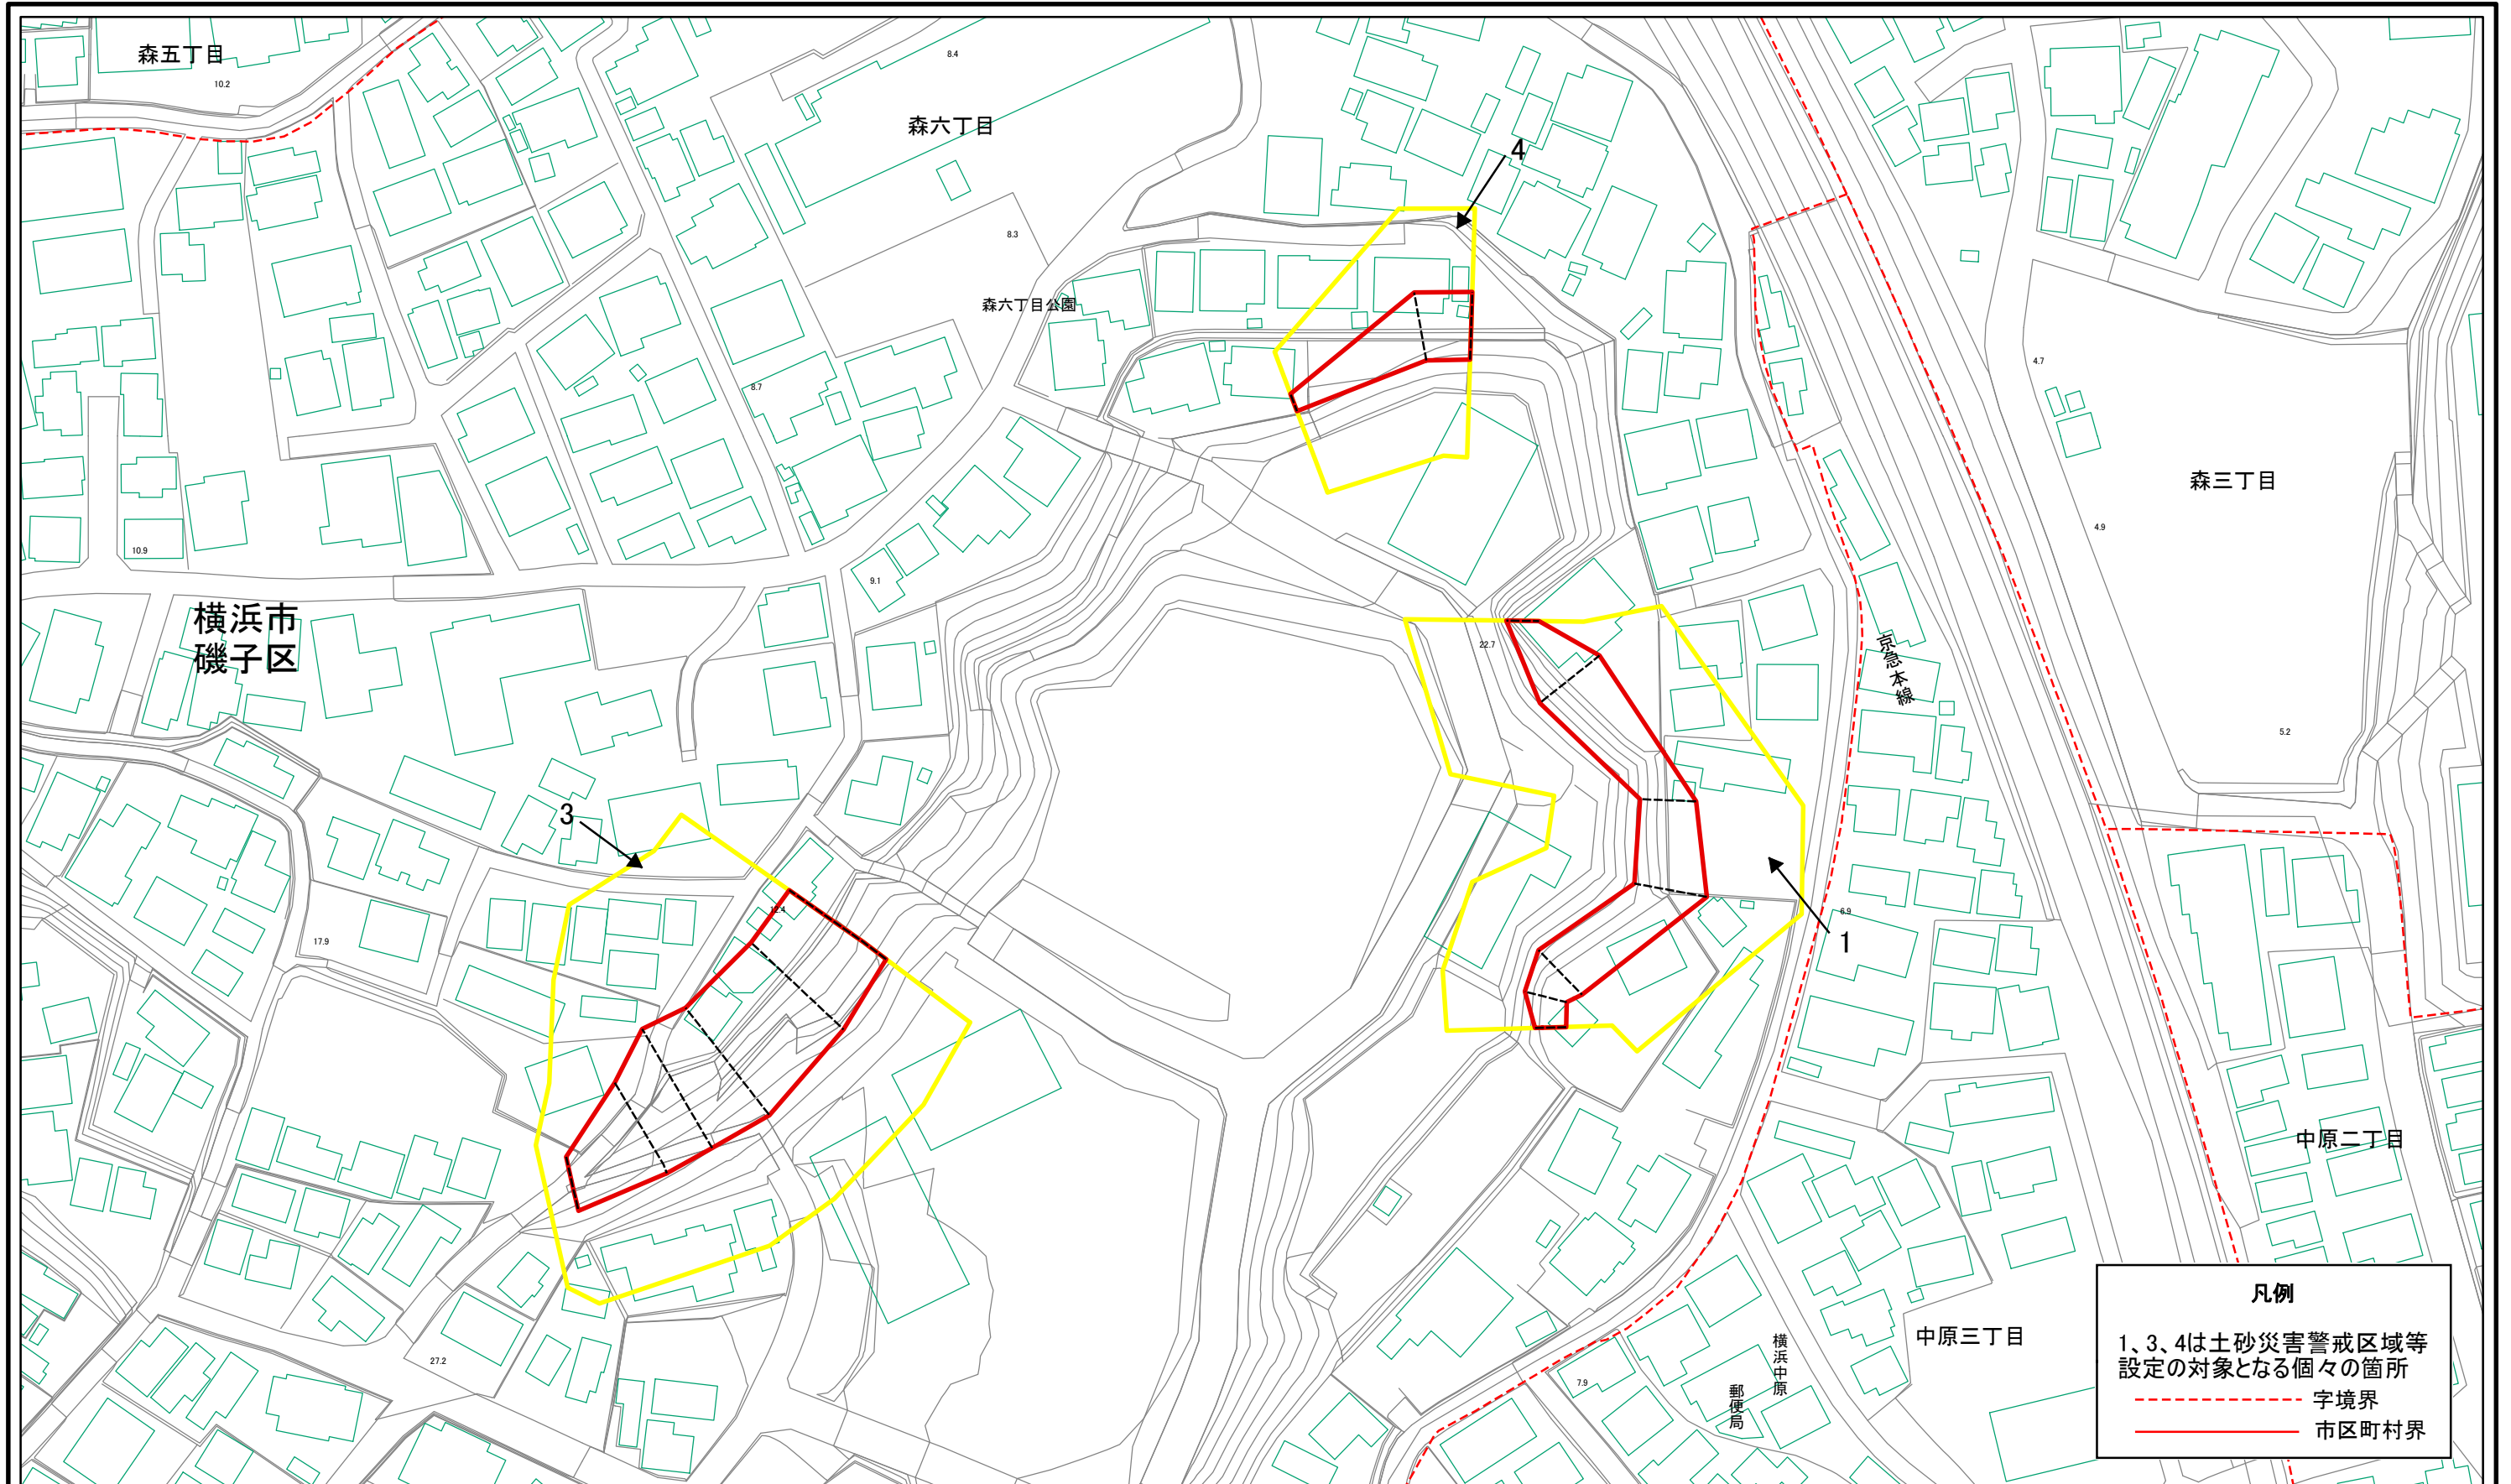 森五丁目
10.2
8.4
森六丁目
4
8.3
森六丁目公園
8.7
4.7
森三丁目
4.9
10.9
9.1
横浜市
磯子区
22.7
京急本線
5.2
3
12.4
17.9
6.9
1
中原二丁目
27.2
7.9
横浜中原
郵便局
中原三丁目
凡例
1、3、4は土砂災害警戒区域等
設定の対象となる個々の箇所
字境界
市区町村界